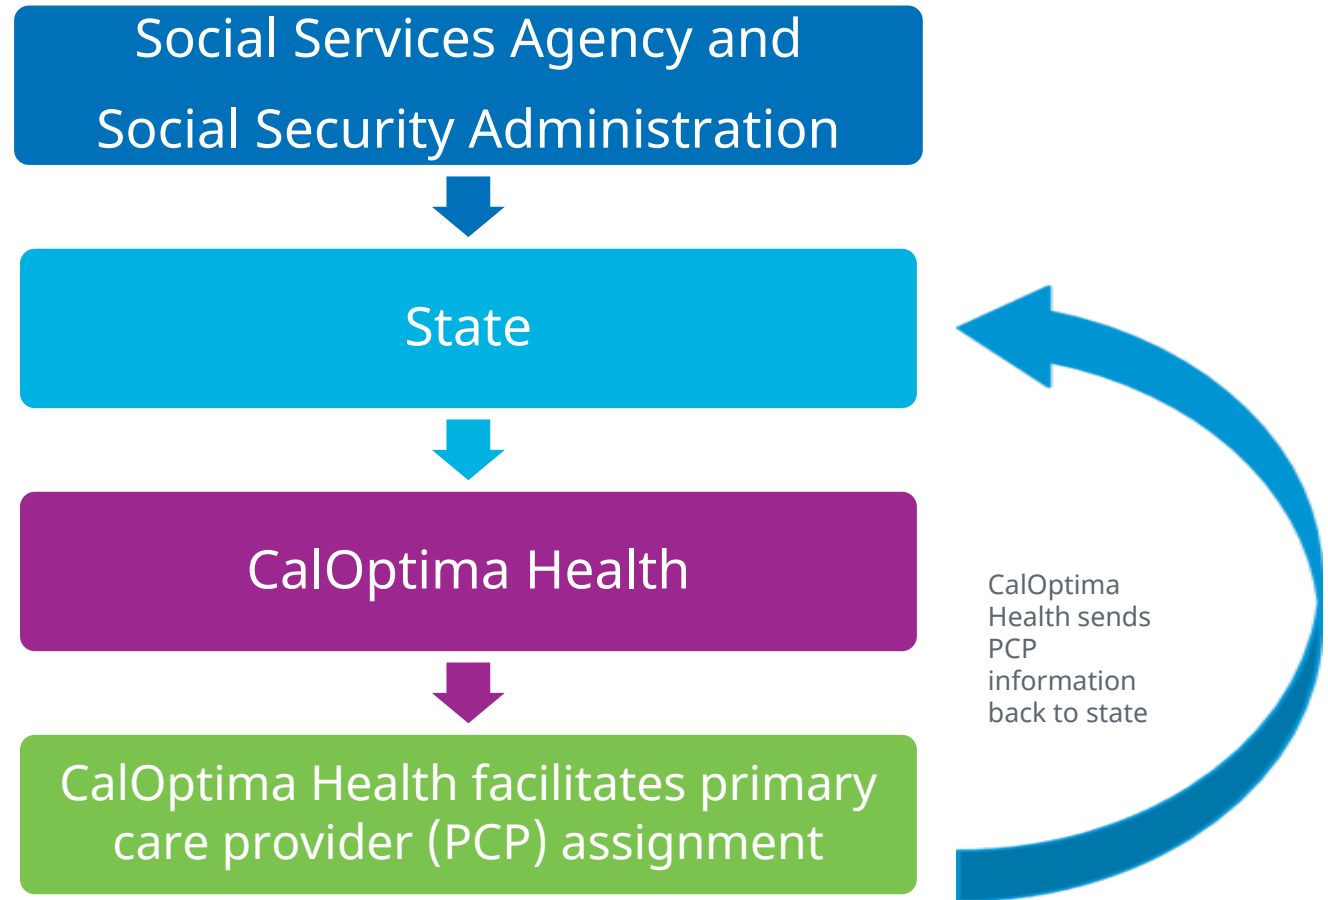 Social Services Agency and
Social Security Administration
State
CalOptima Health
CalOptima Health facilitates primary
care provider (PCP) assignment
CalOptima
Health sends
PCP
information
back to state